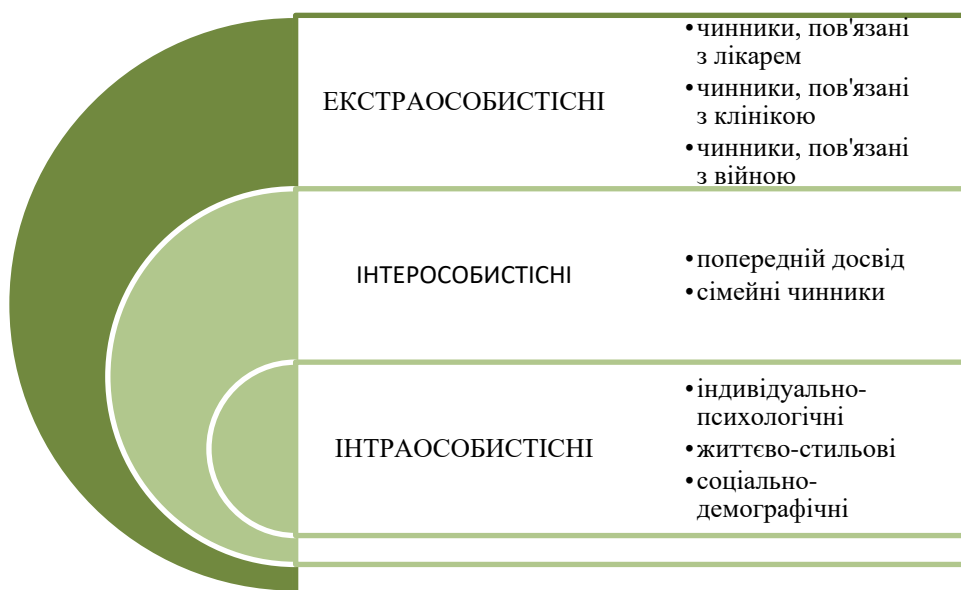 ЕКСТРАОСОБИСТІСНІ
•чинники, пов'язані
з лікарем
•чинники, пов'язані
з клінікою
•чинники, пов'язані
з війною
ІНТЕРОСОБИСТІСНІ
•попередній досвід
•сімейні чинники
ІНТРАОСОБИСТІСНІ
•індивідуально-
психологічні
•життєво-стильові
•соціально-
демографічні